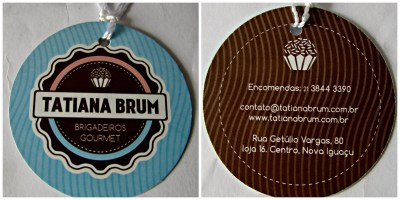 TATIANA BRUM
BRIGADEIROS
GOURMET
Encomendas: 21 3844 3390
contato@tatianabrum.com.br
www.tatianabrum.com.br
Rua Getúlio Vargas, 80
loja 16. Centro, Nova Iguaçu